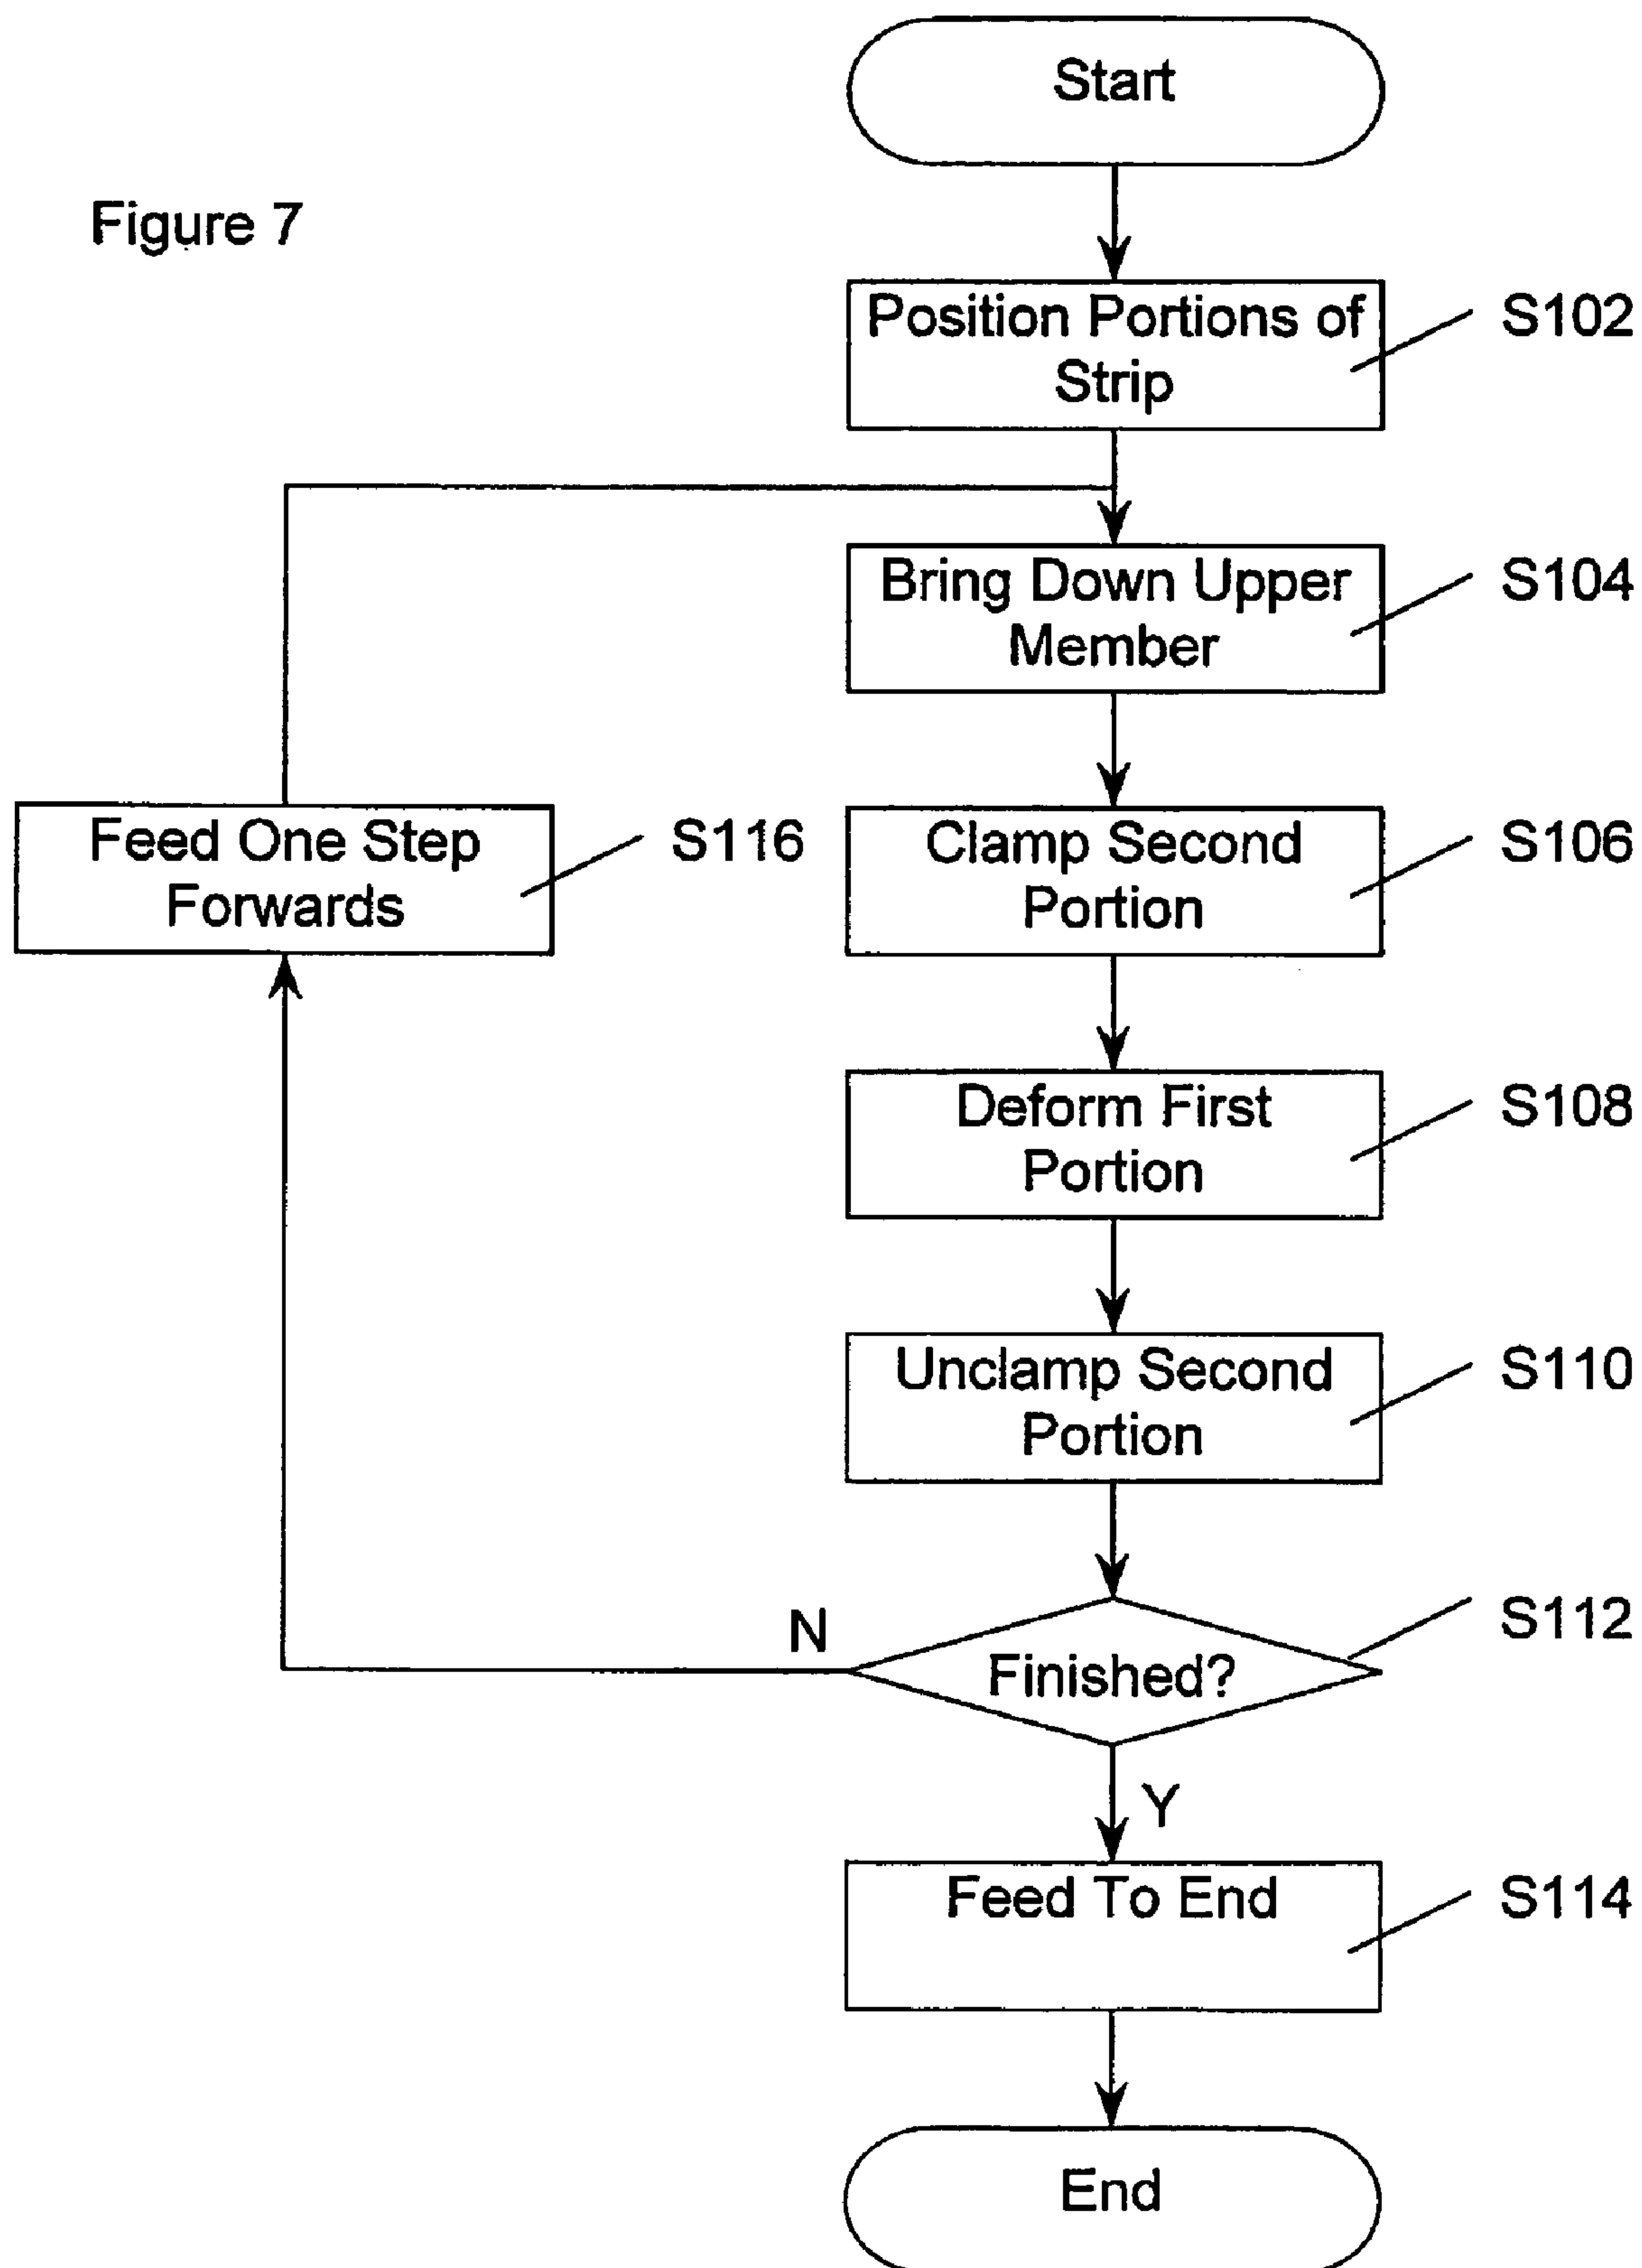 Start
Figure 7
Position Portions of
Strip
S102
Bring Down Upper
Member
S104
Feed One Step
Forwards
S116
Clamp Second
Portion
S106
Deform First
Portion
S108
Unclamp Second
Portion
S110
N
Finished?
S112
Y
Feed To End
S114
End